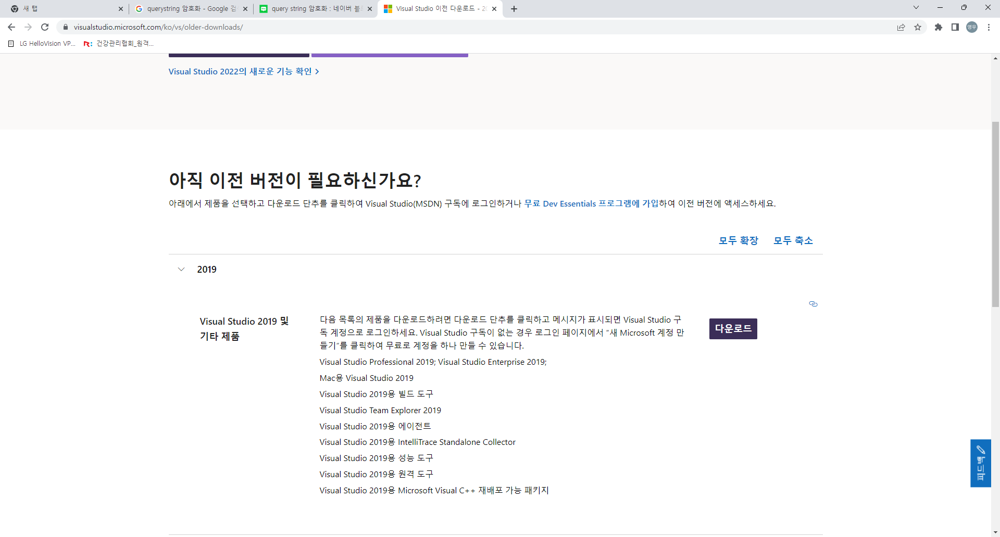 새 탭
querystring 암호화 - Google 검
query string 암호화 : 네이버 블
Visual Studio 이전 다운로드 - 20
visualstudio.microsoft.com/ko/vs/older-downloads/
영우
LG HelloVision VP...
건강관리협회_원격...
Visual Studio 2022의 새로운 기능 확인
아직 이전 버전이 필요하신가요?
아래에서 제품을 선택하고 다운로드 단추를 클릭하여 Visual Studio(MSDN) 구독에 로그인하거나 무료 Dev Essentials 프로그램에 가입하여 이전 버전에 액세스하세요.
모두 확장 모두 축소
2019
Visual Studio 2019 및
기타 제품
다음 목록의 제품을 다운로드하려면 다운로드 단추를 클릭하고 메시지가 표시되면 Visual Studio 구
독 계정으로 로그인하세요. Visual Studio 구독이 없는 경우 로그인 페이지에서 “새 Microsoft 계정 만
들기”를 클릭하여 무료로 계정을 하나 만들 수 있습니다.
다운로드
Visual Studio Professional 2019; Visual Studio Enterprise 2019;
Mac용 Visual Studio 2019
Visual Studio 2019용 빌드 도구
Visual Studio Team Explorer 2019
Visual Studio 2019용 에이전트
Visual Studio 2019용 IntelliTrace Standalone Collector
Visual Studio 2019용 성능 도구
Visual Studio 2019용 원격 도구
Visual Studio 2019용 Microsoft Visual C++ 재배포 가능 패키지
피드백